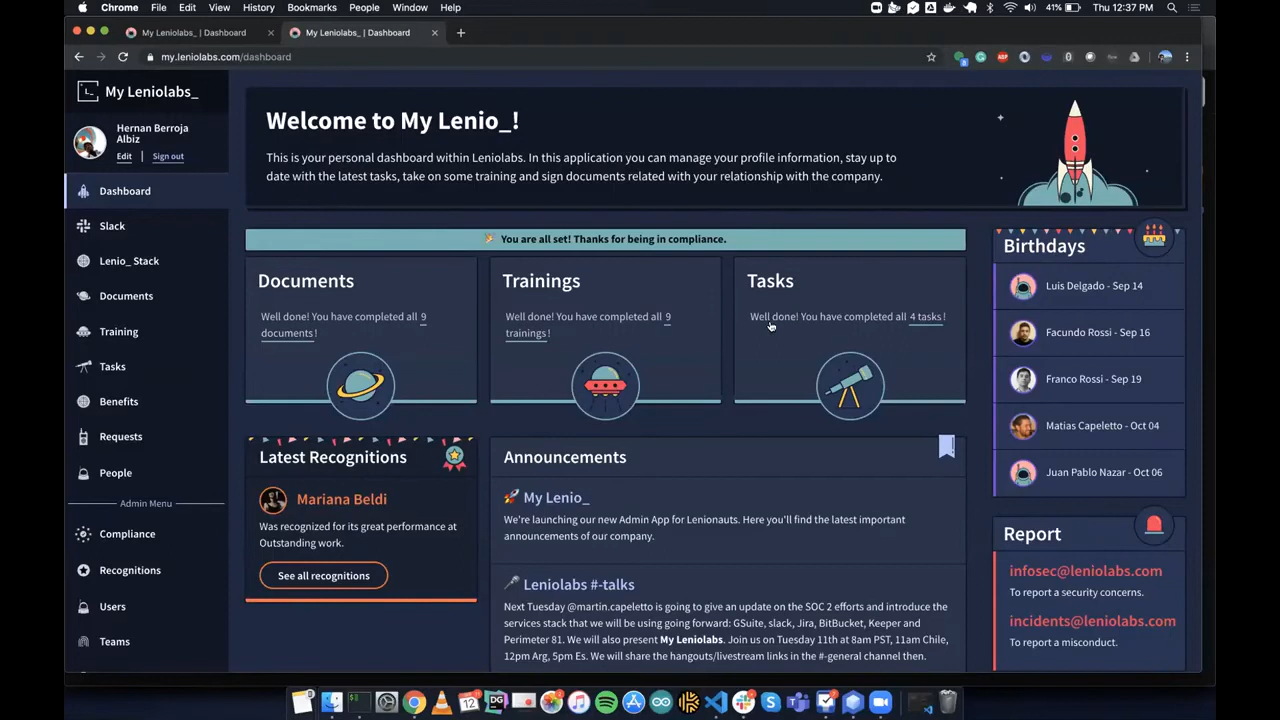 Chrome File Edit View History Bookmarks People Window Help
41% Thu 12:37 PM
My Leniolabs_ | Dashboard
My Leniolabs_ | Dashboard
my.leniolabs.com/dashboard
My Leniolabs_
Hernan Berroja
Albiz
Edit | Sign out
Dashboard
Slack
Lenio_ Stack
Documents
Training
Tasks
Benefits
Requests
People
Admin Menu
Compliance
Recognitions
Users
Teams
Welcome to My Lenio_!
This is your personal dashboard within Leniolabs. In this application you can manage your profile information, stay up to
date with the latest tasks, take on some training and sign documents related with your relationship with the company.
You are all set! Thanks for being in compliance.
Documents
Well done! You have completed all 9
documents!
Trainings
Well done! You have completed all 9
trainings!
Tasks
Well done! You have completed all 4 tasks!
Latest Recognitions
Mariana Beldi
Was recognized for its great performance at
Outstanding work.
See all recognitions
Announcements
My Lenio_
We're launching our new Admin App for Lenionauts. Here you'll find the latest important
announcements of our company.
Leniolabs #-talks
Next Tuesday @martin.capeletto is going to give an update on the SOC 2 efforts and introduce the
services stack that we will be using going forward: GSuite, slack, Jira, BitBucket, Keeper and
Perimeter 81. We will also present My Leniolabs. Join us on Tuesday 11th at 8am PST, 11am Chile,
12pm Arg, 5pm Es. We will share the hangouts/livestream links in the #-general channel then.
Birthdays
Luis Delgado - Sep 14
Facundo Rossi - Sep 16
Franco Rossi - Sep 19
Matias Capeletto - Oct 04
Juan Pablo Nazar - Oct 06
Report
infosec@leniolabs.com
To report a security concerns.
incidents@leniolabs.com
To report a misconduct.